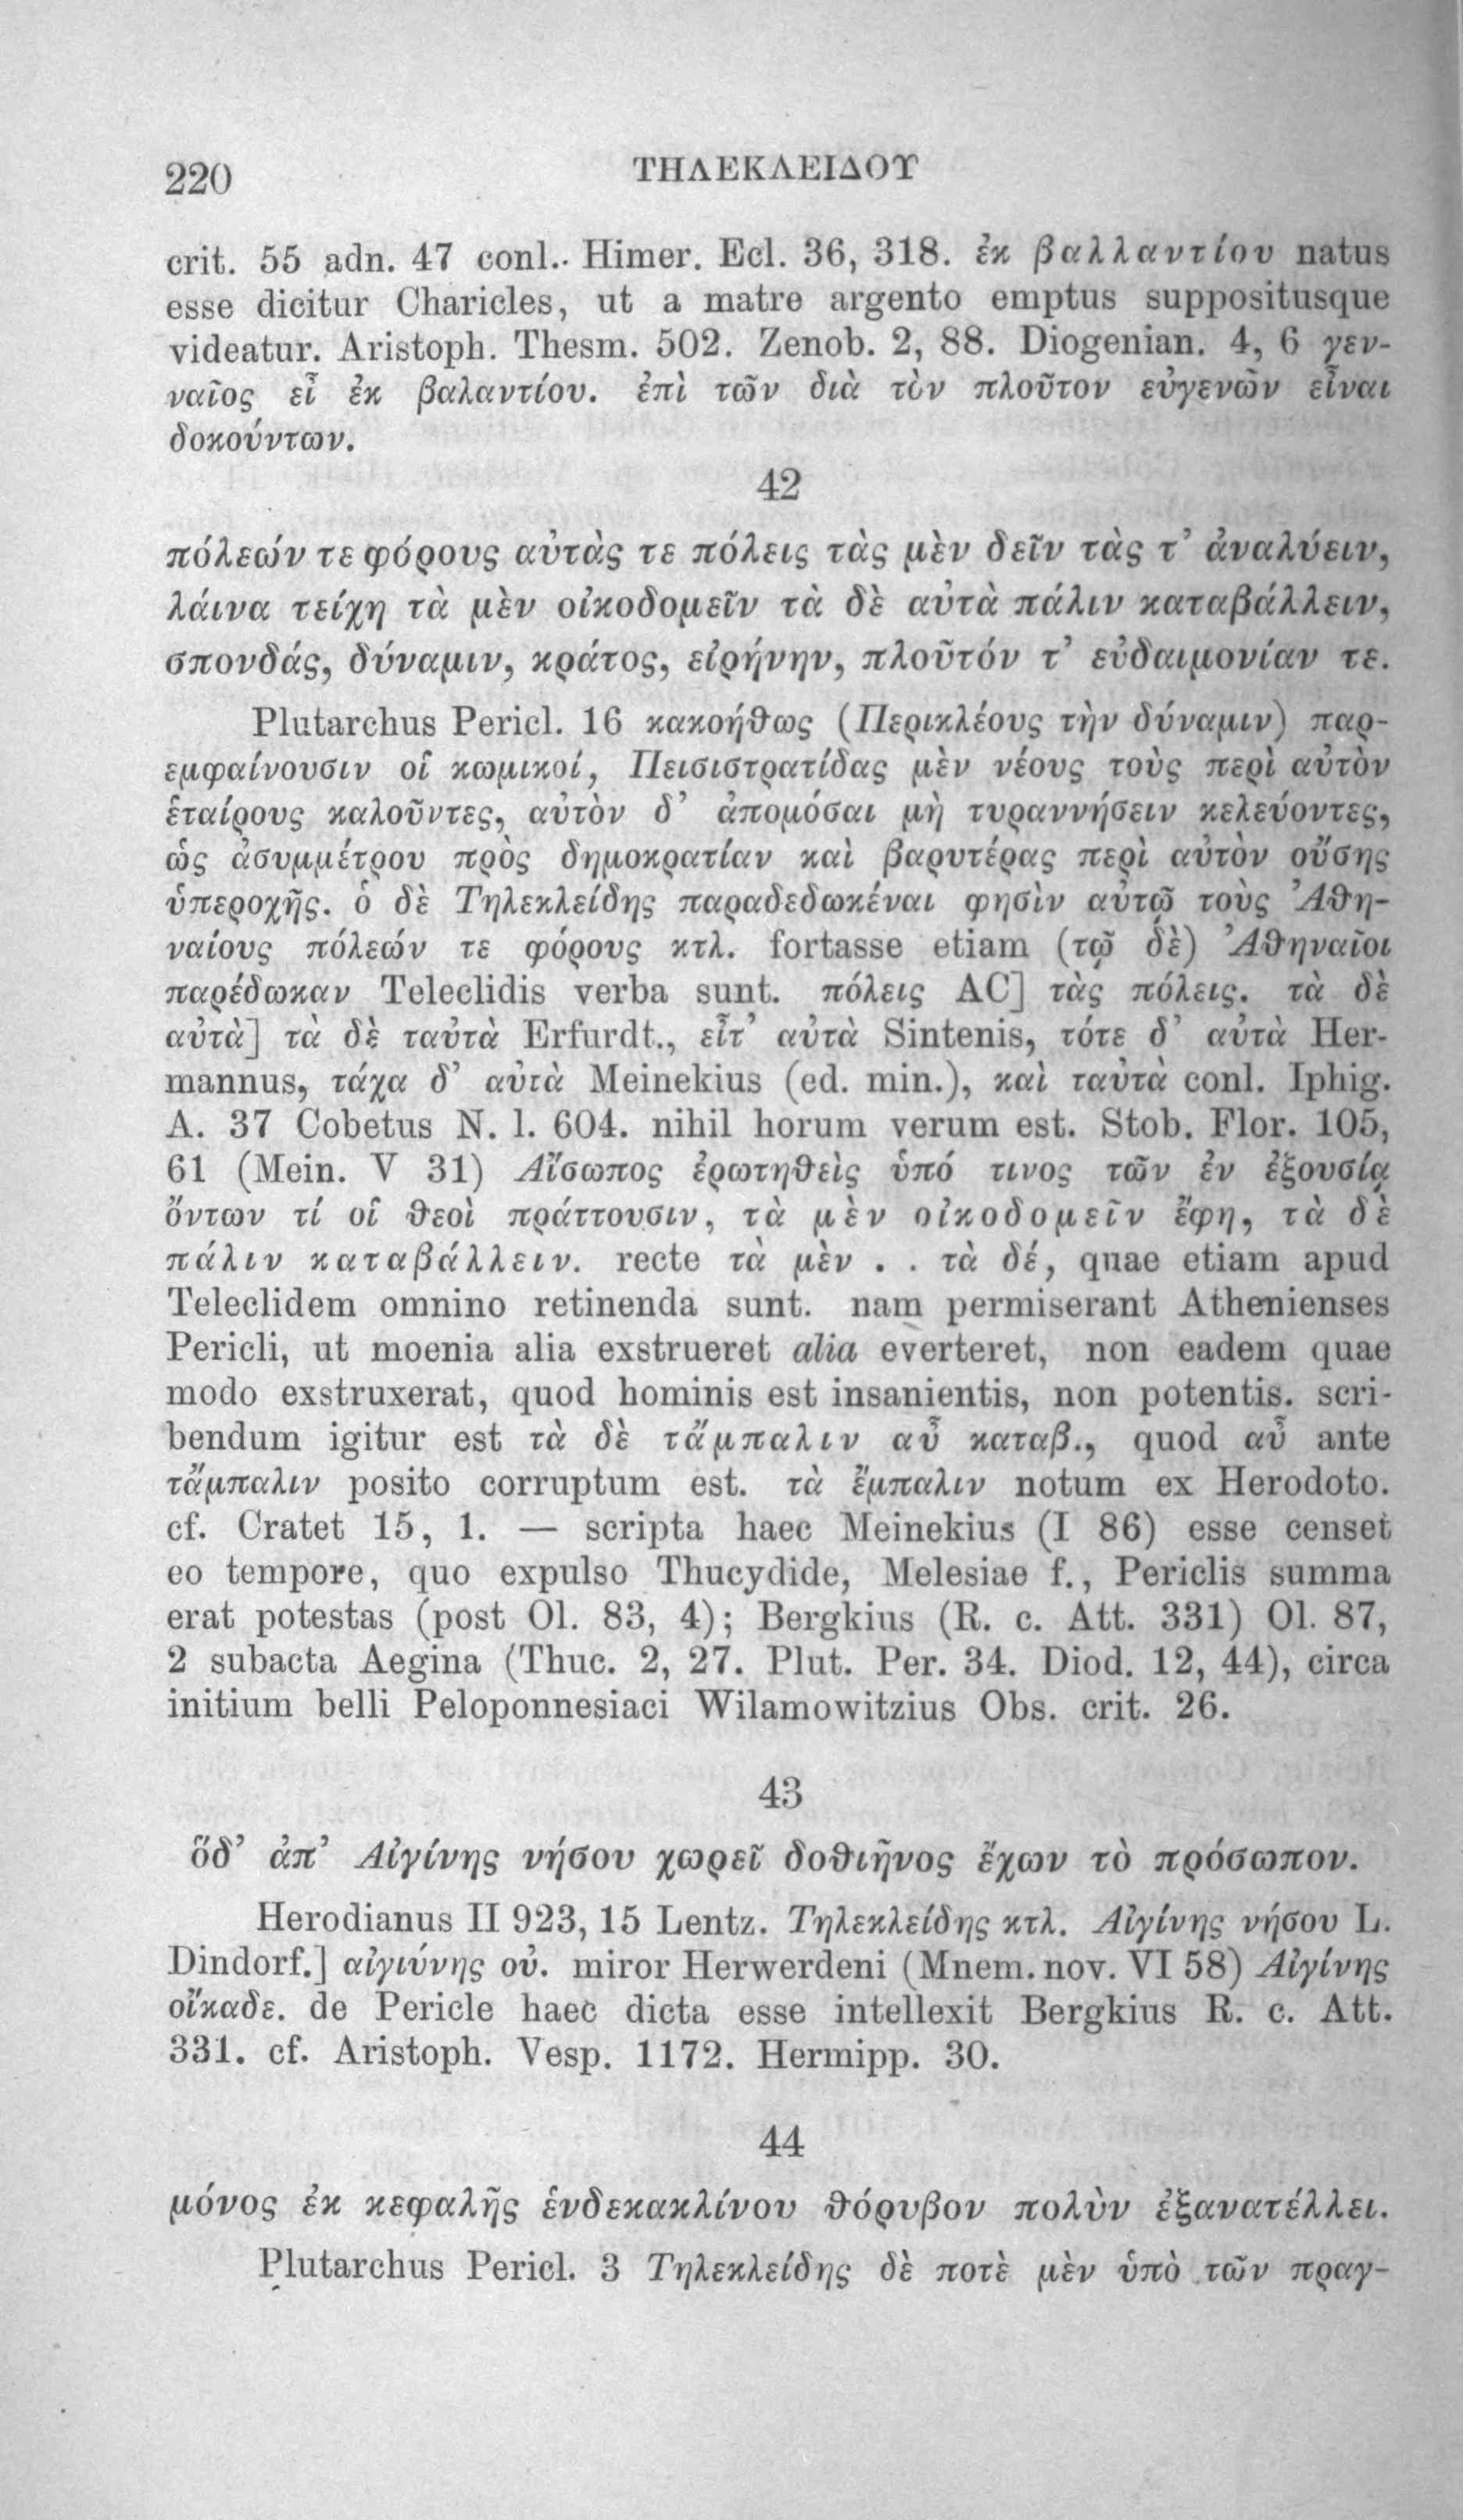 220 ΤΗΛΕΚΛΕΙΔΟΥ
crit. 55 adn. 47 conl.. Himer. Ecl. 36, 318. ἐκ βαλλαντίου natus
esse dicitur Charicles, ut a matre argento emptus suppositusque
videatur. Aristoph. Thesm. 502. Zenob. 2, 88. Diogenian. 4, 6 γεν-
ναῖος εἶ ἐκ βαλαντίου. ἐπὶ τῶν διὰ τὸν πλοῦτον εὐγενῶν εἶναι
δοκούντων.
42
πόλεών τε φόρους αὐτάς τε πόλεις τὰς μὲν δεῖν τὰς τ’ ἀναλύειν,
λάινα τείχη τὰ μὲν οἰκοδομεῖν τὰ δὲ αὐτὰ πάλιν καταβάλλειν,
σπονδάς, δύναμιν, κράτος, εἰρήνην, πλοῦτόν τ’ εὐδαιμονίαν τε.
Plutarchus Pericl. 16 κακοήθως (Περικλέους τὴν δύναμιν) παρ-
εμφαίνουσιν οἱ κωμικοί, Πεισιστρατίδας μὲν νέους τοὺς περὶ αὐτὸν
ἑταίρους καλοῦντες, αὐτὸν δ’ ἀπομόσαι μὴ τυραννήσειν κελεύοντες,
ὡς ἀσυμμέτρου πρὸς δημοκρατίαν καὶ βαρυτέρας περὶ αὐτὸν οὔσης
ὑπεροχῆς. ὁ δὲ Τηλεκλείδης παραδεδωκέναι φησὶν αὐτῷ τοὺς Ἀθη-
ναίους πόλεών τε φόρους κτλ. fortasse etiam (τῷ δὲ) Ἀθηναῖοι
παρέδωκαν Teleclidis verba sunt. πόλεις AC] τὰς πόλεις. τὰ δὲ
αὐτὰ] τὰ δὲ ταὐτὰ Erfurdt., εἶτ’ αὐτὰ Sintenis, τότε δ’ αὐτὰ Her-
mannus, τάχα δ’ αὐτὰ Meinekius (ed. min.), καὶ ταὐτὰ conl. Iphig.
A. 37 Cobetus N. l. 604. nihil horum verum est. Stob. Flor. 105,
61 (Mein. V 31) Αἴσωπος ἐρωτηθεὶς ὑπό τινος τῶν ἐν ἐξουσίᾳ
ὄντων τί οἱ θεοὶ πράττουσιν, τὰ μὲν οἰκοδομεῖν ἔφη, τὰ δὲ
πάλιν καταβάλλειν. recte τὰ μὲν . . τὰ δέ, quae etiam apud
Teleclidem omnino retinenda sunt. nam permiserant Athenienses
Pericli, ut moenia alia exstrueret alia everteret, non eadem quae
modo exstruxerat, quod hominis est insanientis, non potentis. scri-
bendum igitur est τὰ δὲ τἄμπαλιν αὖ καταβ., quod αὖ ante
τἄμπαλιν posito corruptum est. τὰ ἔμπαλιν notum ex Herodoto.
cf. Cratet 15, 1. — scripta haec Meinekius (I 86) esse censet
eo tempore, quo expulso Thucydide, Melesiae f., Periclis summa
erat potestas (post Ol. 83, 4); Bergkius (R. c. Att. 331) Ol. 87,
2 subacta Aegina (Thuc. 2, 27. Plut. Per. 34. Diod. 12, 44), circa
initium belli Peloponnesiaci Wilamowitzius Obs. crit. 26.
43
ὅδ’ ἀπ’ Αἰγίνης νήσου χωρεῖ δοθιῆνος ἔχων τὸ πρόσωπον.
Herodianus II 923, 15 Lentz. Τηλεκλείδης κτλ. Αἰγίνης νήσου L.
Dindorf.] αἰγιύνης οὐ. miror Herwerdeni (Mnem. nov. VI 58) Αἰγίνης
οἴκαδε. de Pericle haec dicta esse intellexit Bergkius R. c. Att.
331. cf. Aristoph. Vesp. 1172. Hermipp. 30.
44
μόνος ἐκ κεφαλῆς ἑνδεκακλίνου θόρυβον πολὺν ἐξανατέλλει.
Plutarchus Pericl. 3 Τηλεκλείδης δὲ ποτὲ μὲν ὑπὸ τῶν πραγ-